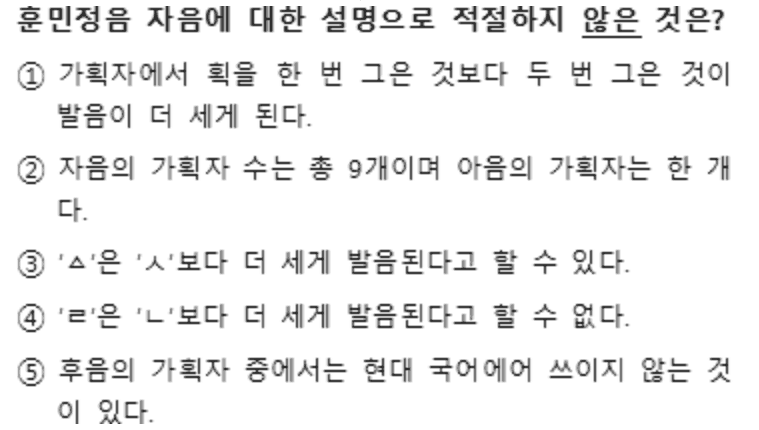 훈민정음 자음에 대한 설명으로 적절하지 않은 것은?
① 가획자에서 획을 한 번 그은 것보다 두 번 그은 것이
발음이 더 세게 된다.
② 자음의 가획자 수는 총 9개이며 아음의 가획자는 한 개
다.
③ 'ㅿ'은 'ㅅ'보다 더 세게 발음된다고 할 수 있다.
④ 'ㄹ'은 'ㄴ'보다 더 세게 발음된다고 할 수 없다.
⑤ 후음의 가획자 중에서는 현대 국어에어 쓰이지 않는 것
이 있다.